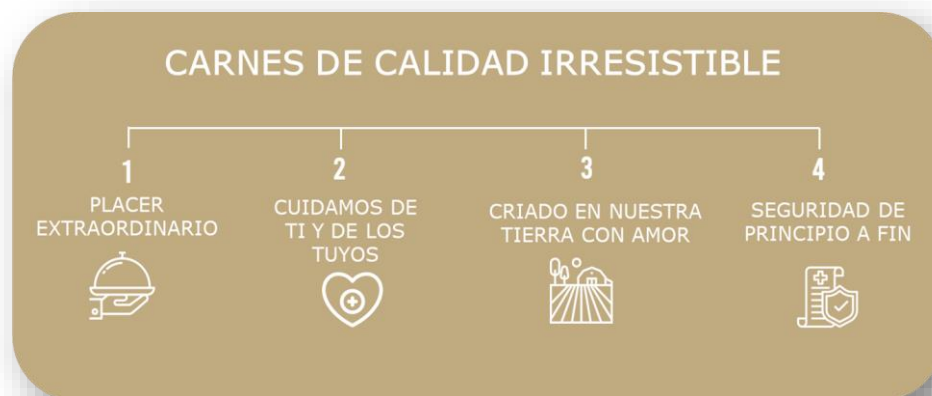 CARNES DE CALIDAD IRRESISTIBLE
1
PLACER
EXTRAORDINARIO
2
CUIDAMOS DE
TI Y DE LOS
TUYOS
3
CRIADO EN NUESTRA
TIERRA CON AMOR
4
SEGURIDAD DE
PRINCIPIO A FIN